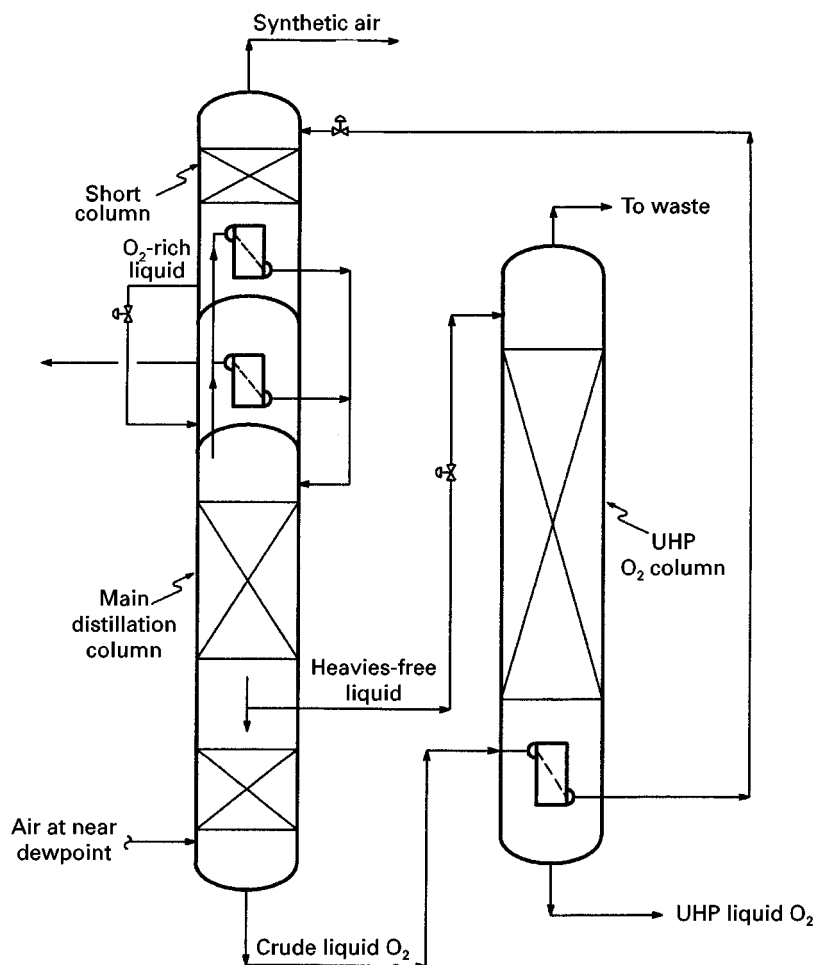 Synthetic air
Short
column
O₂-rich
liquid
To waste
UHP
O₂ column
Main
distillation
column
Heavies-free
liquid
Air at near
dewpoint
Crude liquid O₂
UHP liquid O₂